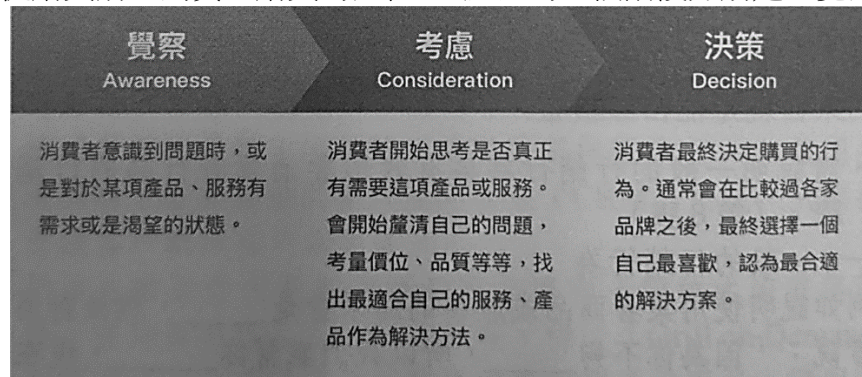 覺察
Awareness
消費者意識到問題時，或
是對於某項產品、服務有
需求或是渴望的狀態。
考慮
Consideration
消費者開始思考是否真正
有需要這項產品或服務。
會開始釐清自己的問題，
考量價位、品質等等，找
出最適合自己的服務、產
品作為解決方法。
決策
Decision
消費者最終決定購買的行
為。通常會在比較過各家
品牌之後，最終選擇一個
自己最喜歡，認為最合適
的解決方案。